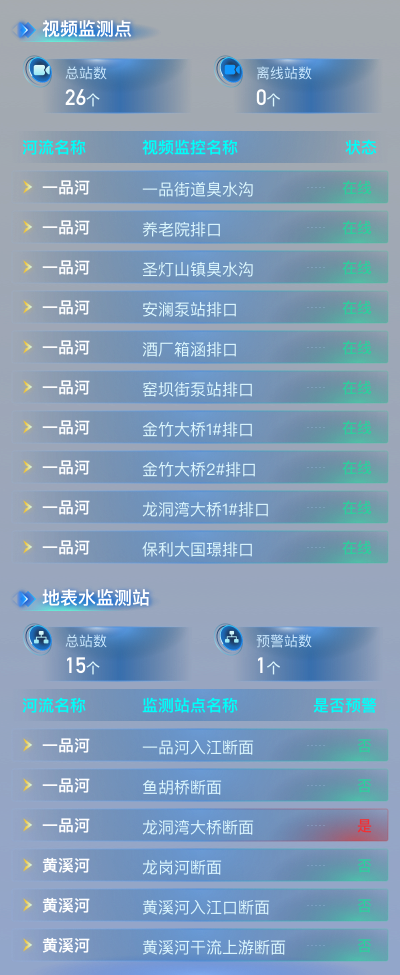 视频监测点
总站数 离线站数
26个 0个
河流名称 视频监控名称 状态
一品河 一品街道臭水沟 在线
一品河 养老院排口 在线
一品河 圣灯山镇臭水沟 在线
一品河 安澜泵站排口 在线
一品河 酒厂箱涵排口 在线
一品河 窑坝街泵站排口 在线
一品河 金竹大桥1#排口 在线
一品河 金竹大桥2#排口 在线
一品河 龙洞湾大桥1#排口 在线
一品河 保利大国璟排口 在线
地表水监测站
总站数 预警站数
15个 1个
河流名称 监测站点名称 是否预警
一品河 一品河入江断面 否
一品河 鱼胡桥断面 否
一品河 龙洞湾大桥断面 是
黄溪河 龙岗河断面 否
黄溪河 黄溪河入江口断面 否
黄溪河 黄溪河干流上游断面 否